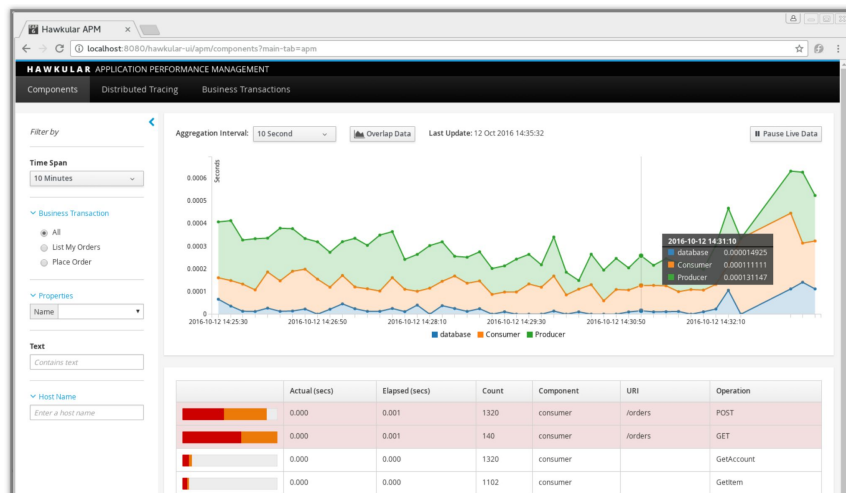 Hawkular APM ×
localhost:8080/hawkular-ui/apm/components?main-tab=apm
HAWKULAR APPLICATION PERFORMANCE MANAGEMENT
Components Distributed Tracing Business Transactions
Filter by
Time Span
10 Minutes
Business Transaction
All
List My Orders
Place Order
Properties
Name
Text
Contains text
Host Name
Enter a host name
Aggregation Interval: 10 Second Overlap Data Last Update: 12 Oct 2016 14:35:32 Pause Live Data
Seconds
0.0006
0.0005
0.0004
0.0003
0.0002
0.0001
0
2016-10-12 14:25:30 2016-10-12 14:26:50 2016-10-12 14:28:10 2016-10-12 14:29:30 2016-10-12 14:30:50 2016-10-12 14:32:10
2016-10-12 14:31:10
database 0.000014925
Consumer 0.000111111
Producer 0.000131147
database Consumer Producer
Actual (secs) Elapsed (secs) Count Component URI Operation
0.000 0.001 1320 consumer /orders POST
0.000 0.001 140 consumer /orders GET
0.000 0.000 1320 consumer GetAccount
0.000 0.000 1102 consumer GetItem